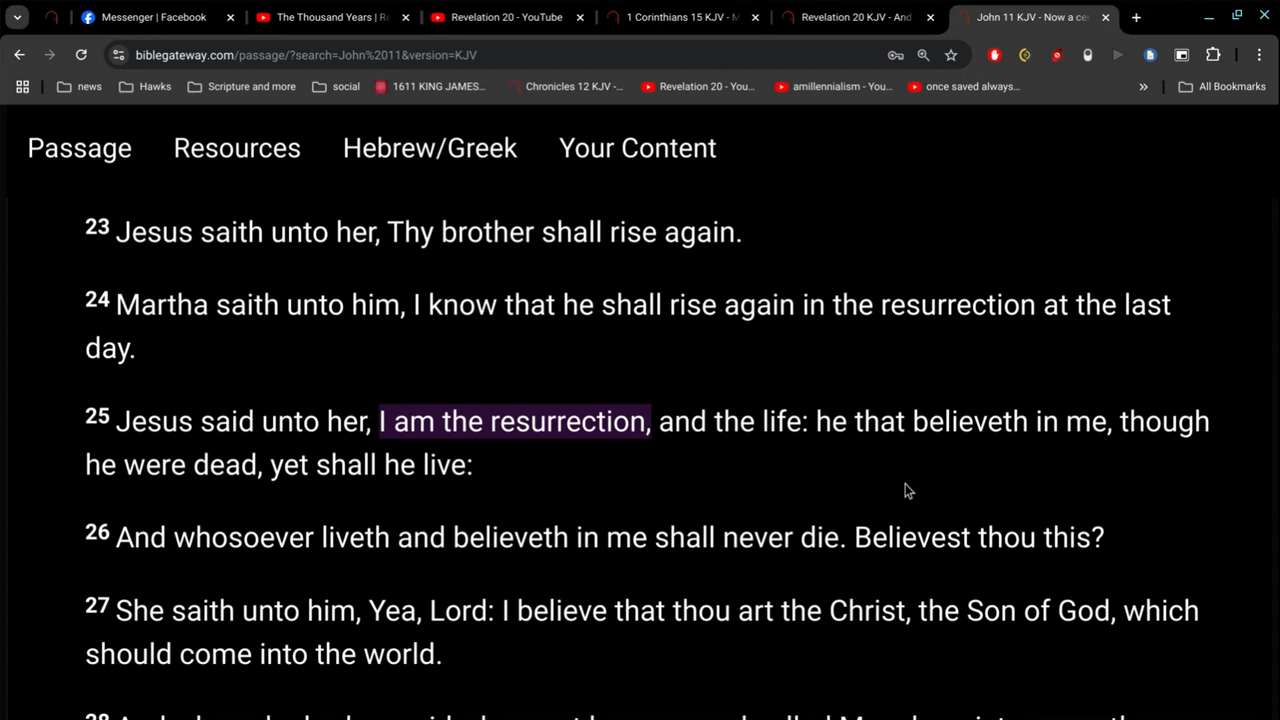 Messenger | Facebook
The Thousand Years | Re
Revelation 20 - YouTube
1 Corinthians 15 KJV - M
Revelation 20 KJV - And
John 11 KJV - Now a cer
biblegateway.com/passage/?search=John%2011&version=KJV
news
Hawks
Scripture and more
social
1611 KING JAMES...
Chronicles 12 KJV -...
Revelation 20 - You...
amillennialism - You...
once saved always...
All Bookmarks
Passage
Resources
Hebrew/Greek
Your Content
23 Jesus saith unto her, Thy brother shall rise again.
24 Martha saith unto him, I know that he shall rise again in the resurrection at the last
day.
25 Jesus said unto her, I am the resurrection, and the life: he that believeth in me, though
he were dead, yet shall he live:
26 And whosoever liveth and believeth in me shall never die. Believest thou this?
27 She saith unto him, Yea, Lord: I believe that thou art the Christ, the Son of God, which
should come into the world.